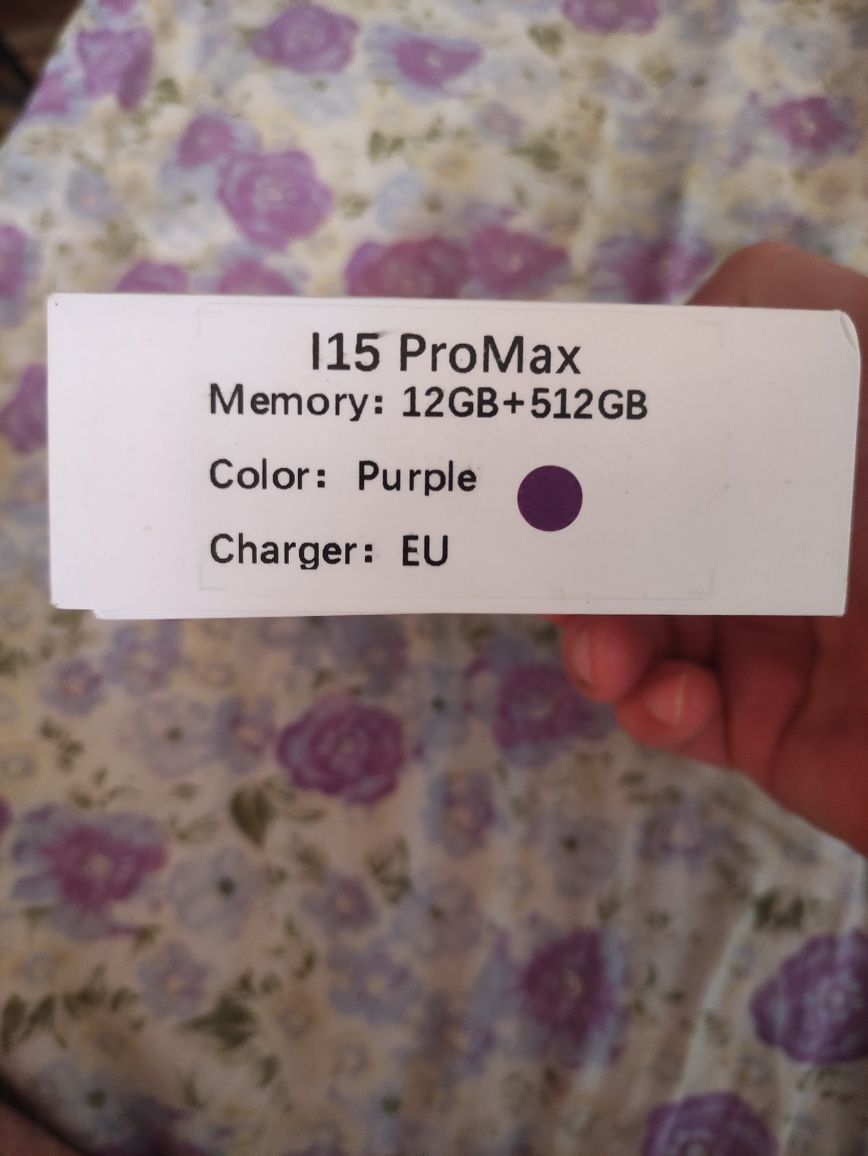 I15 ProMax
Memory: 12GB+512GB
Color: Purple
Charger: EU